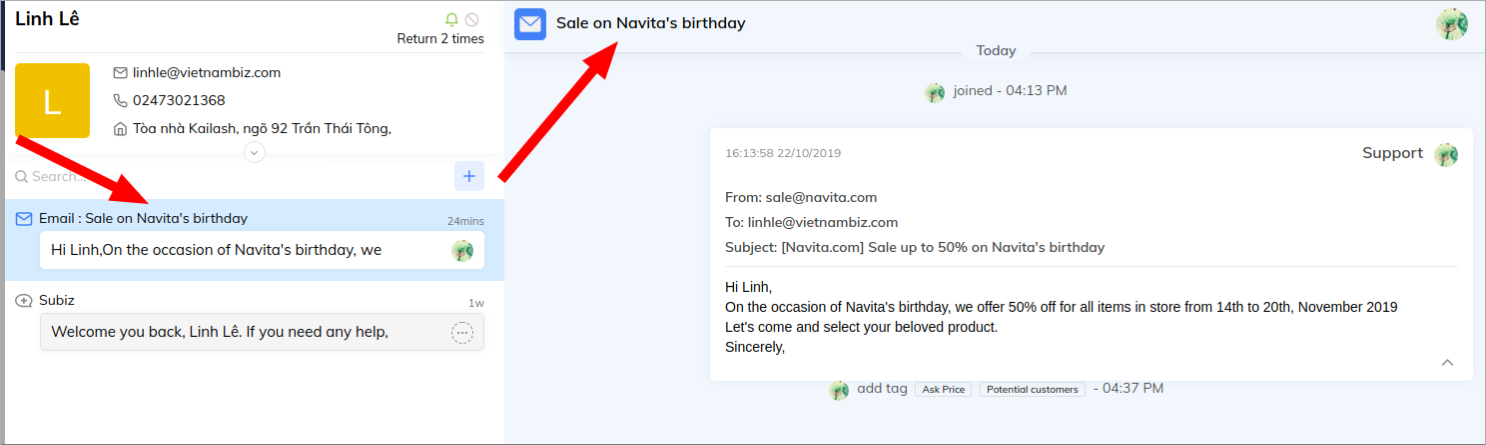 Linh Lê
Return 2 times
L
linhle@vietnambiz.com
02473021368
Tòa nhà Kailash, ngõ 92 Trần Thái Tông,
Search...
+
Email : Sale on Navita's birthday
24mins
Hi Linh,On the occasion of Navita's birthday, we
Subiz
1w
Welcome you back, Linh Lê. If you need any help,
Sale on Navita's birthday
Today
joined - 04:13 PM
16:13:58 22/10/2019
Support
From: sale@navita.com
To: linhle@vietnambiz.com
Subject: [Navita.com] Sale up to 50% on Navita's birthday
Hi Linh,
On the occasion of Navita's birthday, we offer 50% off for all items in store from 14th to 20th, November 2019
Let's come and select your beloved product.
Sincerely,
add tag Ask Price Potential customers - 04:37 PM